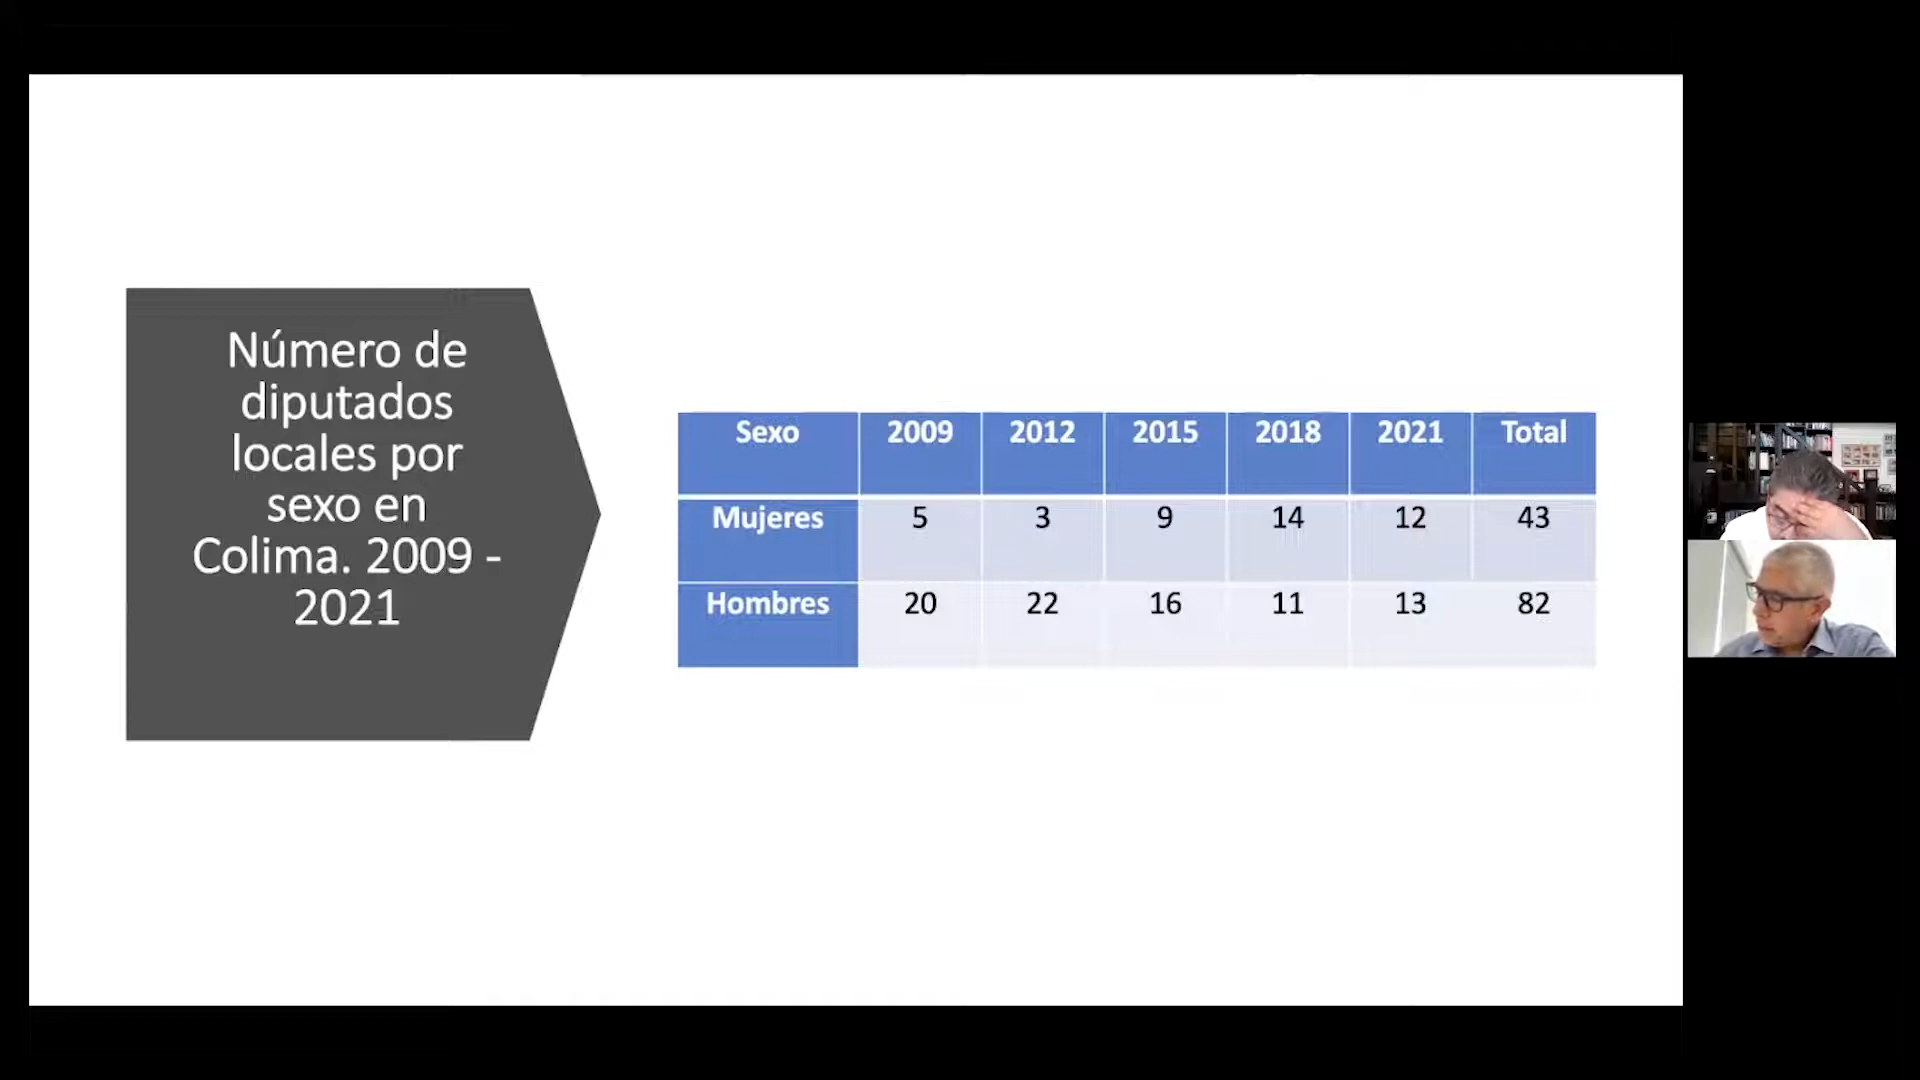 Número de
diputados
locales por
sexo en
Colima. 2009 -
2021
Sexo 2009 2012 2015 2018 2021 Total
Mujeres 5 3 9 14 12 43
Hombres 20 22 16 11 13 82